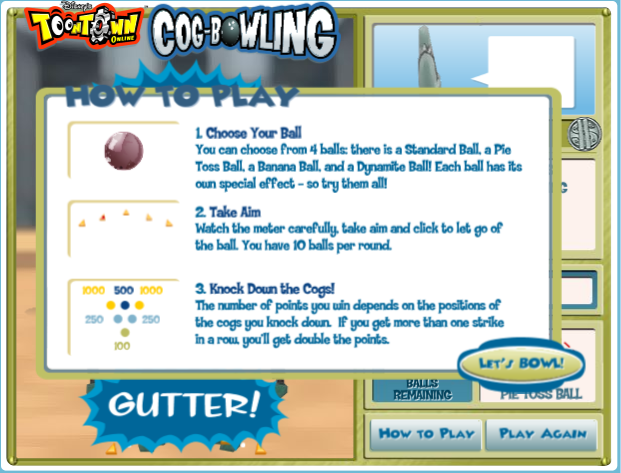 Disney's
TOONTOWN
ONLINE
COG-BOWLING
HOW TO PLAY
1. Choose Your Ball
You can choose from 4 balls: there is a Standard Ball, a Pie
Toss Ball, a Banana Ball, and a Dynamite Ball! Each ball has its
own special effect - so try them all!
2. Take Aim
Watch the meter carefully, take aim and click to let go of
the ball. You have 10 balls per round.
1000 500 1000
250 250
100
3. Knock Down the Cogs!
The number of points you win depends on the positions of
the cogs you knock down. If you get more than one strike
in a row, you'll get double the points.
LET'S BOWL!
BALLS
REMAINING
PIE TOSS BALL
GUTTER!
HOW TO PLAY
PLAY AGAIN